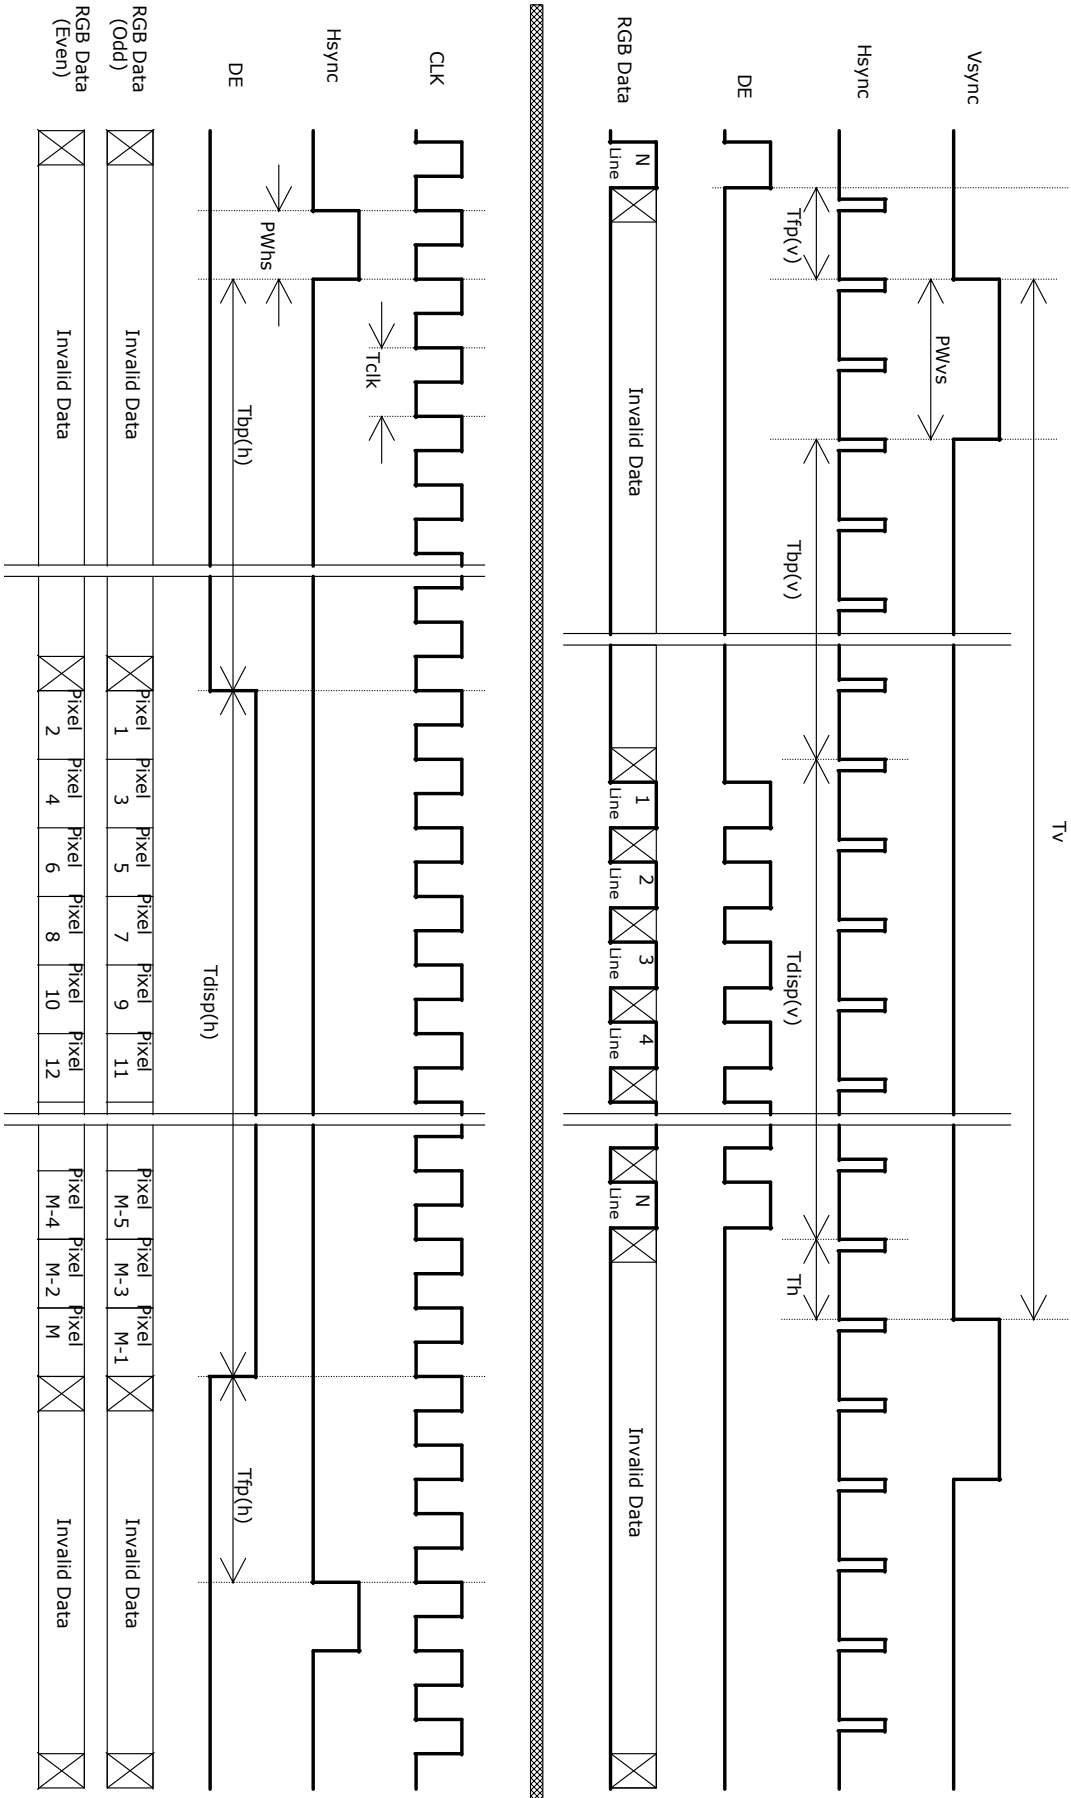 Tv
Vsync
PWvs
Hsync
Tfp(v)
Tbp(v)
Tdisp(v)
Th
DE
RGB Data
N
Line
Invalid Data
1
Line
2
Line
3
Line
4
Line
N
Line
Invalid Data
CLK
Tclk
Hsync
PWhs
Tbp(h)
Tdisp(h)
Tfp(h)
DE
RGB Data
(Odd)
Invalid Data
Pixel
1
Pixel
3
Pixel
5
Pixel
7
Pixel
9
Pixel
11
Pixel
M-5
Pixel
M-3
Pixel
M-1
Invalid Data
RGB Data
(Even)
Invalid Data
Pixel
2
Pixel
4
Pixel
6
Pixel
8
Pixel
10
Pixel
12
Pixel
M-4
Pixel
M-2
Pixel
M
Invalid Data